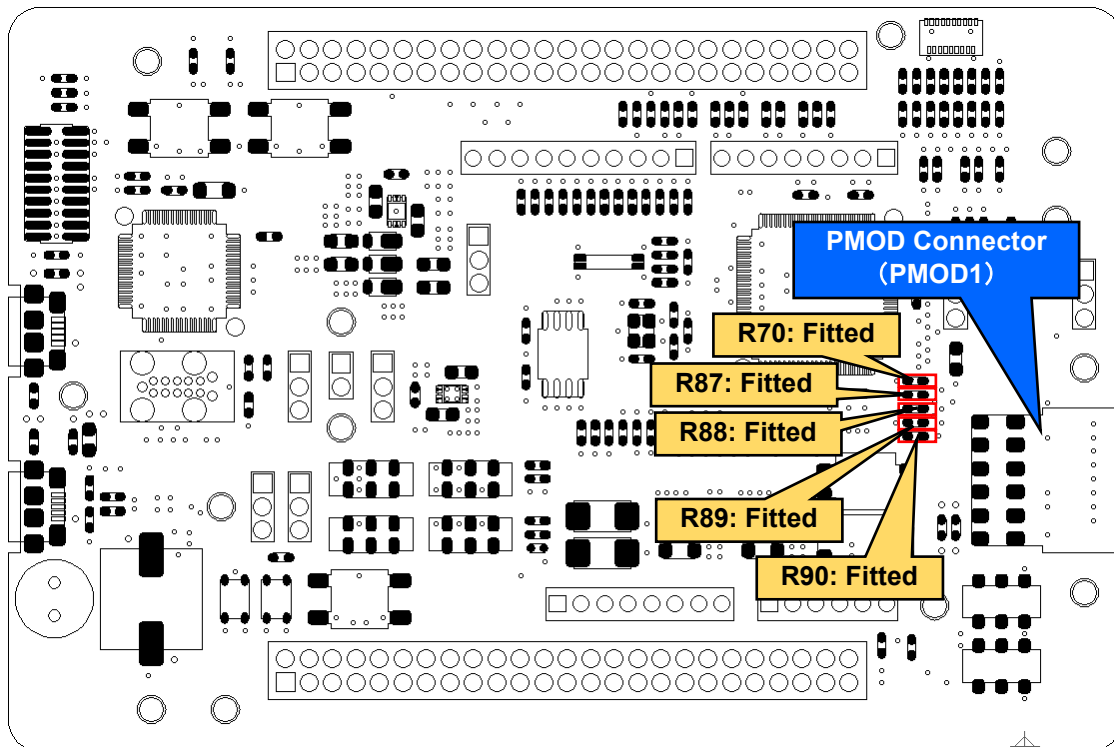 PMOD Connector
（PMOD1）
R70: Fitted
R87: Fitted
R88: Fitted
R89: Fitted
R90: Fitted